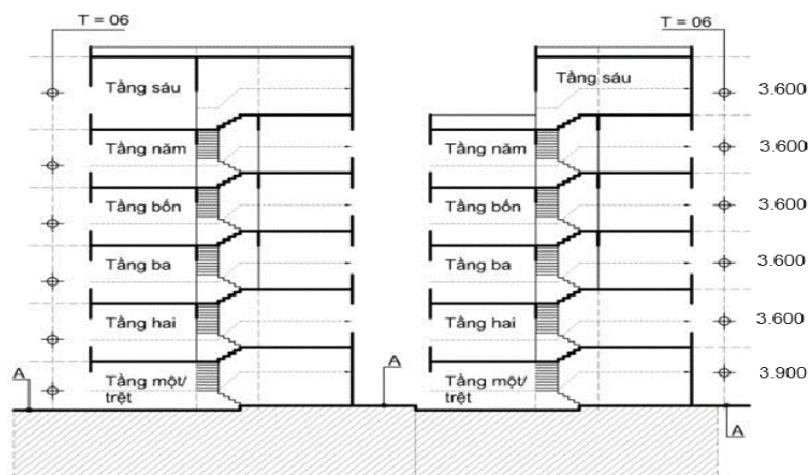 T = 06
T = 06
Tầng sáu
Tầng sáu
3.600
Tầng năm
Tầng năm
3.600
Tầng bốn
Tầng bốn
3.600
Tầng ba
Tầng ba
3.600
Tầng hai
Tầng hai
3.600
A
Tầng một/
trệt
A
Tầng một/
trệt
3.900
A